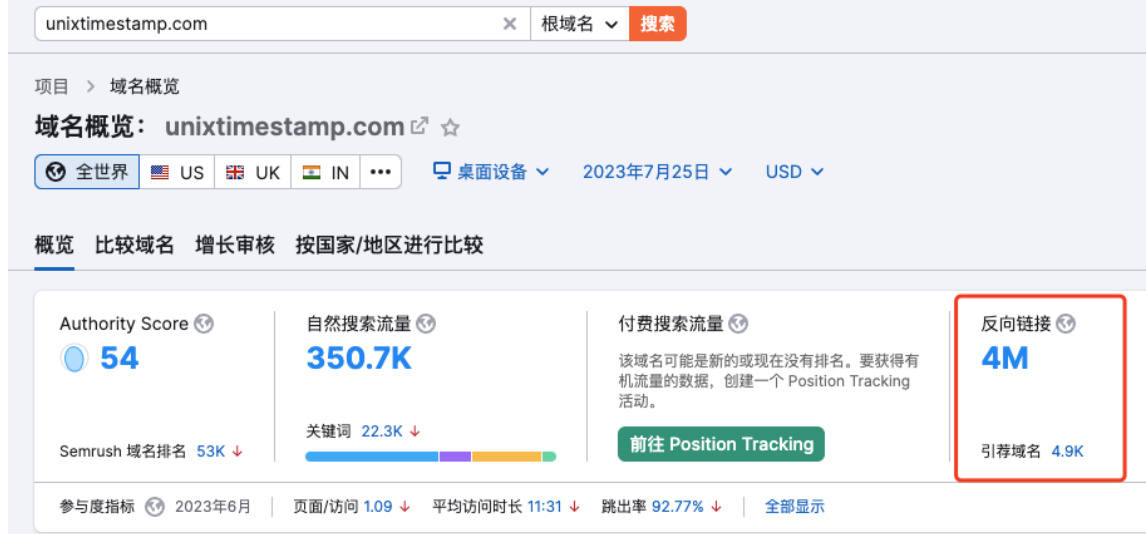 unixtimestamp.com × 根域名 搜索
项目 > 域名概览
域名概览： unixtimestamp.com
全世界 US UK IN ••• 桌面设备 2023年7月25日 USD
概览 比较域名 增长审核 按国家/地区进行比较
Authority Score
54
Semrush 域名排名 53K ↓
自然搜索流量
350.7K
关键词 22.3K ↓
付费搜索流量
该域名可能是新的或现在没有排名。要获得有
机流量的数据，创建一个 Position Tracking
活动。
前往 Position Tracking
反向链接
4M
引荐域名 4.9K
参与度指标 2023年6月 页面/访问 1.09 ↓ 平均访问时长 11:31 ↓ 跳出率 92.77% ↓ 全部显示